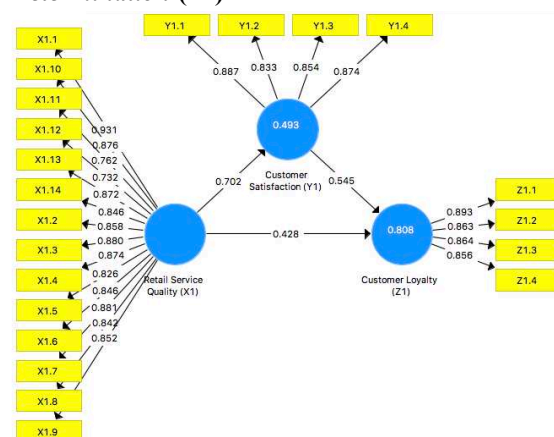 X1.1
X1.10
X1.11
X1.12
X1.13
X1.14
X1.2
X1.3
X1.4
X1.5
X1.6
X1.7
X1.8
X1.9
0.931
0.876
0.762
0.732
0.872
0.846
0.858
0.880
0.874
0.826
0.846
0.881
0.842
0.852
Retail Service
Quality (X1)
Y1.1
Y1.2
Y1.3
Y1.4
0.887
0.833
0.854
0.874
0.493
Customer
Satisfaction (Y1)
0.702
0.545
0.428
0.808
Customer Loyalty
(Z1)
0.893
0.863
0.864
0.856
Z1.1
Z1.2
Z1.3
Z1.4